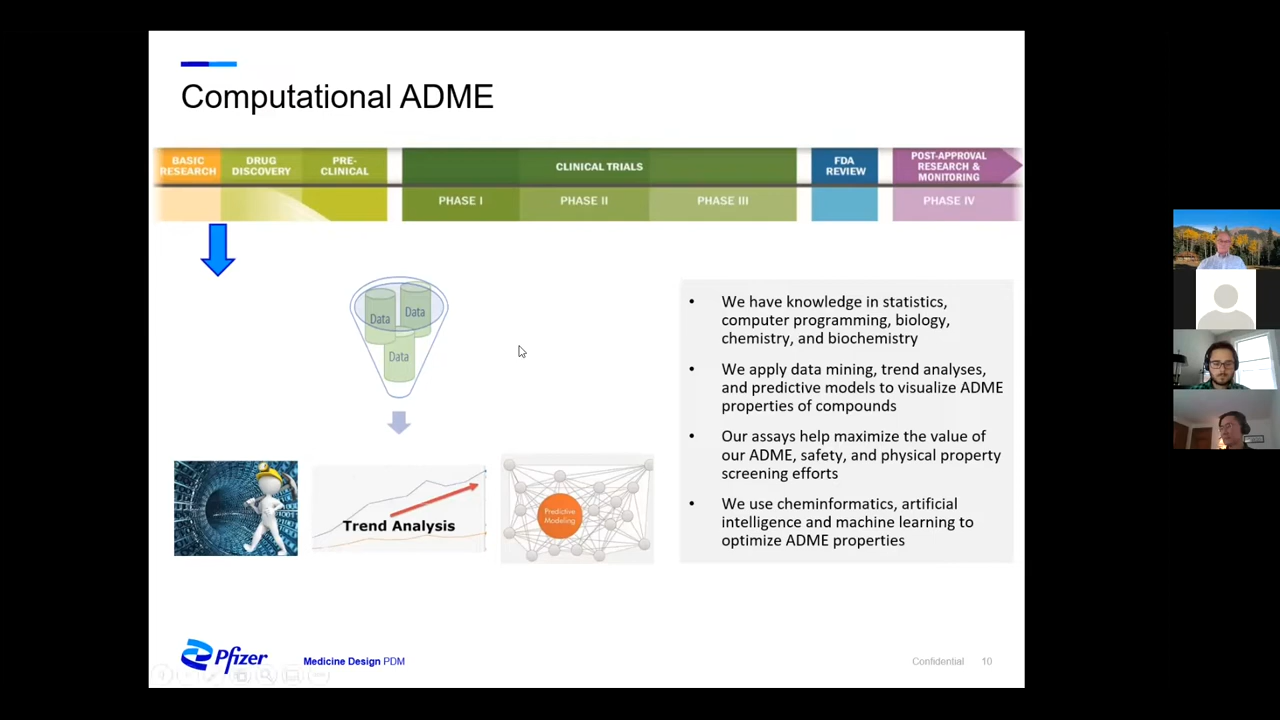 Computational ADME
BASIC
RESEARCH
DRUG
DISCOVERY
PRE-
CLINICAL
CLINICAL TRIALS
FDA
REVIEW
POST-APPROVAL
RESEARCH &
MONITORING
PHASE I
PHASE II
PHASE III
PHASE IV
Data
Data
Data
Trend Analysis
Predictive
Modeling
• We have knowledge in statistics,
computer programming, biology,
chemistry, and biochemistry
• We apply data mining, trend analyses,
and predictive models to visualize ADME
properties of compounds
• Our assays help maximize the value of
our ADME, safety, and physical property
screening efforts
• We use cheminformatics, artificial
intelligence and machine learning to
optimize ADME properties
Pfizer
Medicine Design PDM
Confidential 10